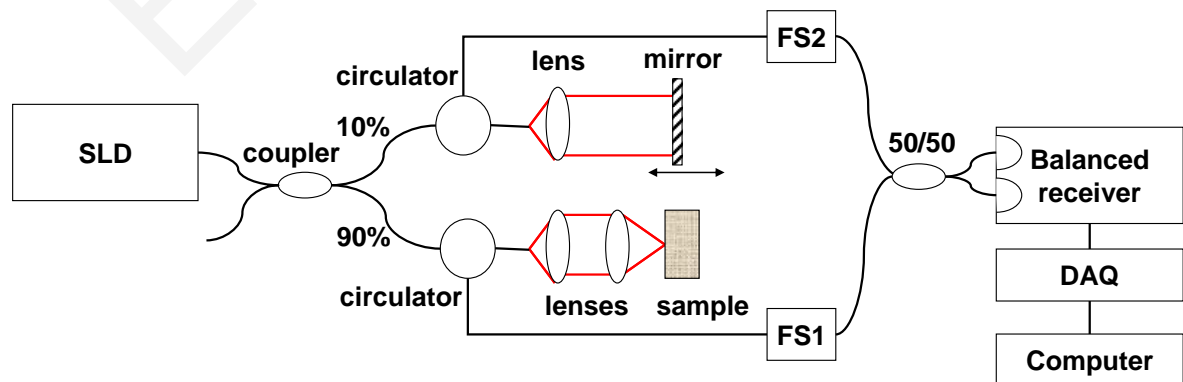 FS2
lens
mirror
circulator
10%
SLD
coupler
50/50
Balanced
receiver
90%
circulator
lenses
sample
FS1
DAQ
Computer